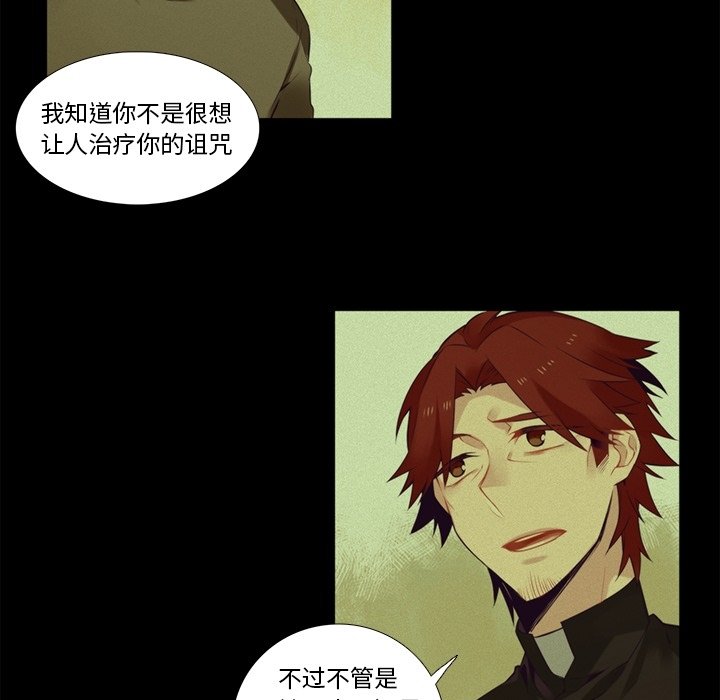 我知道你不是很想
让人治疗你的诅咒
不过不管是